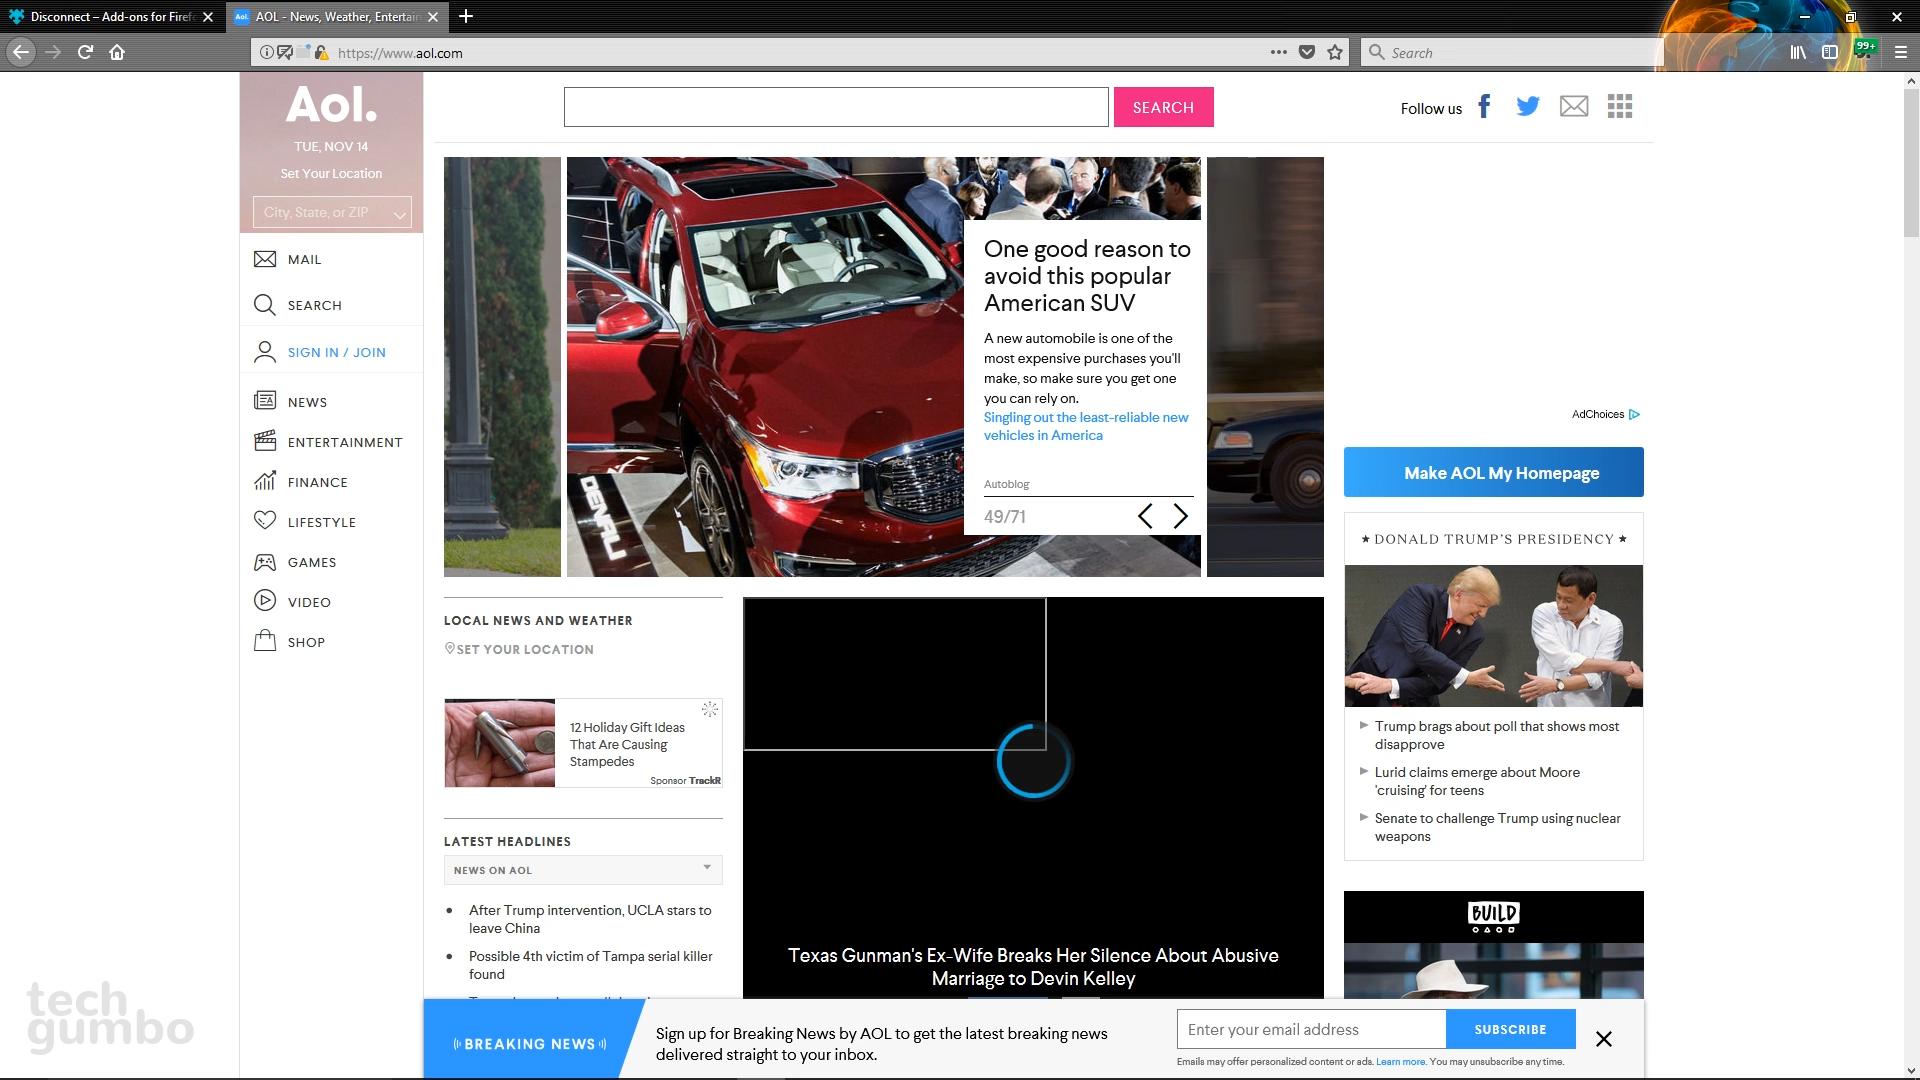 Disconnect – Add-ons for Firef
AOL - News, Weather, Entertain
https://www.aol.com
Search
99+
Aol.
TUE, NOV 14
Set Your Location
City, State, or ZIP
MAIL
SEARCH
SIGN IN / JOIN
NEWS
ENTERTAINMENT
FINANCE
LIFESTYLE
GAMES
VIDEO
SHOP
SEARCH
Follow us
DENALI
One good reason to
avoid this popular
American SUV
A new automobile is one of the
most expensive purchases you'll
make, so make sure you get one
you can rely on.
Singling out the least-reliable new
vehicles in America
Autoblog
49/71
LOCAL NEWS AND WEATHER
SET YOUR LOCATION
12 Holiday Gift Ideas
That Are Causing
Stampedes
Sponsor TrackR
LATEST HEADLINES
NEWS ON AOL
After Trump intervention, UCLA stars to
leave China
Possible 4th victim of Tampa serial killer
found
Texas Gunman's Ex-Wife Breaks Her Silence About Abusive
Marriage to Devin Kelley
AdChoices
Make AOL My Homepage
★ DONALD TRUMP'S PRESIDENCY ★
Trump brags about poll that shows most
disapprove
Lurid claims emerge about Moore
'cruising' for teens
Senate to challenge Trump using nuclear
weapons
BUILD
BREAKING NEWS
Sign up for Breaking News by AOL to get the latest breaking news
delivered straight to your inbox.
Enter your email address
SUBSCRIBE
Emails may offer personalized content or ads. Learn more. You may unsubscribe any time.
tech
gumbo